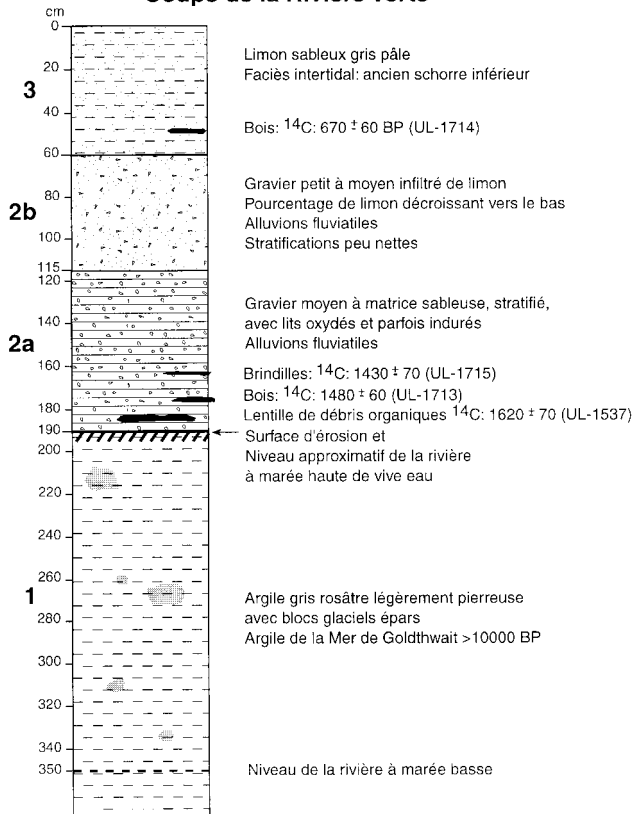 Coupe de la Rivière Verte
cm
0
20
40
60
80
100
115
120
140
160
180
190
200
220
240
260
280
300
320
340
350
3
2b
2a
1
Limon sableux gris pâle
Faciès intertidal: ancien schorre inférieur
Bois: 14C: 670 ± 60 BP (UL-1714)
Gravier petit à moyen infiltré de limon
Pourcentage de limon décroissant vers le bas
Alluvions fluviatiles
Stratifications peu nettes
Gravier moyen à matrice sableuse, stratifié,
avec lits oxydés et parfois indurés
Alluvions fluviatiles
Brindilles: 14C: 1430 ± 70 (UL-1715)
Bois: 14C: 1480 ± 60 (UL-1713)
Lentille de débris organiques 14C: 1620 ± 70 (UL-1537)
Surface d'érosion et
Niveau approximatif de la rivière
à marée haute de vive eau
Argile gris rosâtre légèrement pierreuse
avec blocs glaciels épars
Argile de la Mer de Goldthwait >10000 BP
Niveau de la rivière à marée basse